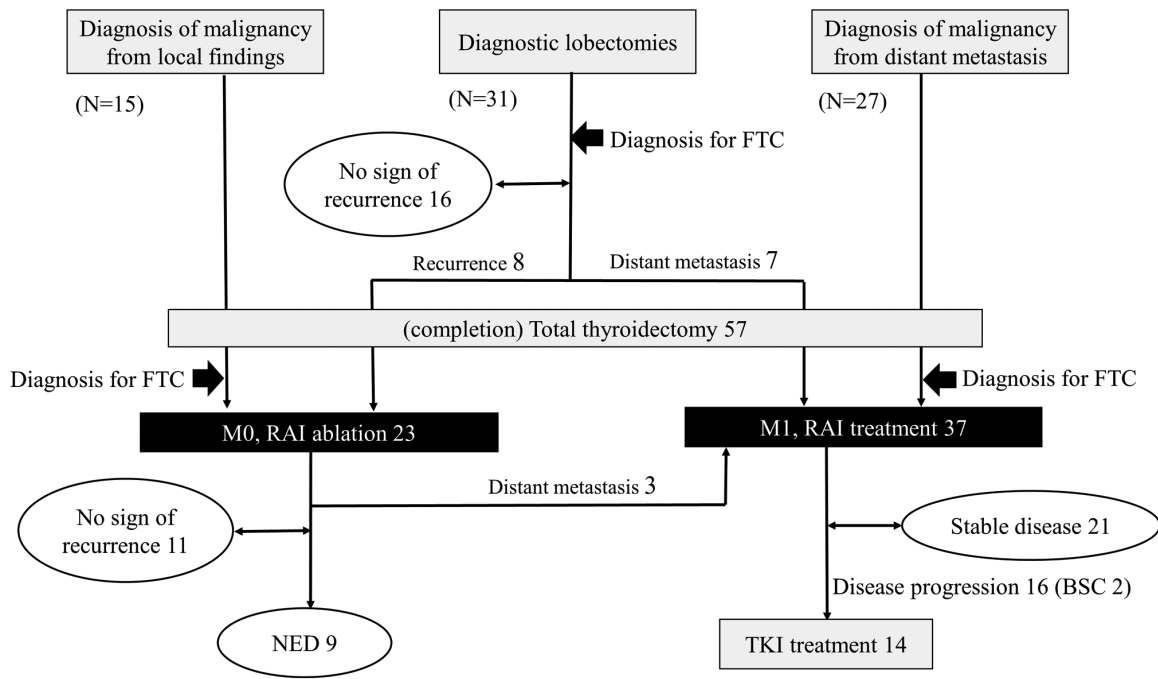 Diagnosis of malignancy
from local findings
Diagnostic lobectomies
Diagnosis of malignancy
from distant metastasis
(N=15)
(N=31)
(N=27)
Diagnosis for FTC
No sign of
recurrence 16
Recurrence 8
Distant metastasis 7
(completion) Total thyroidectomy 57
Diagnosis for FTC
Diagnosis for FTC
M0, RAI ablation 23
M1, RAI treatment 37
Distant metastasis 3
No sign of
recurrence 11
Stable disease 21
Disease progression 16 (BSC 2)
NED 9
TKI treatment 14